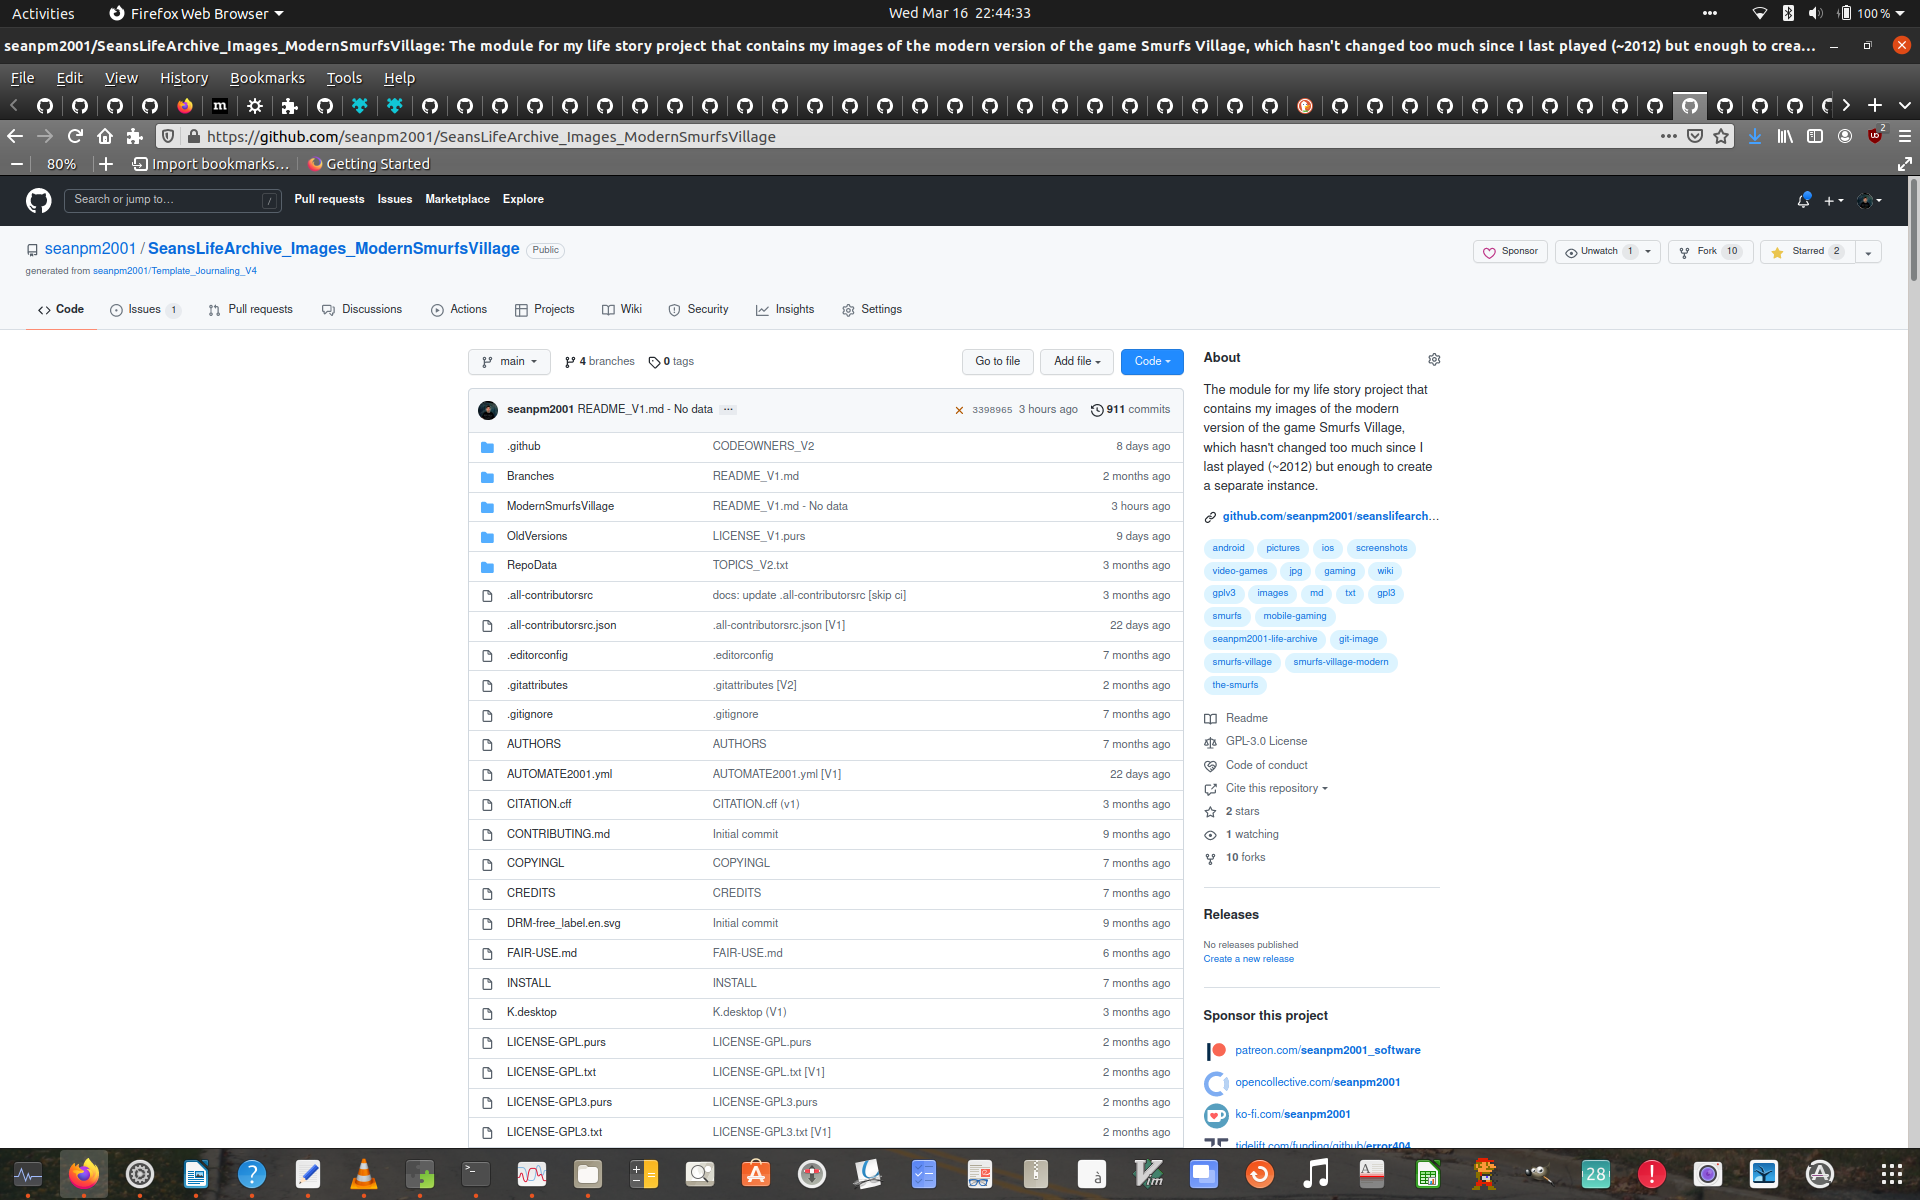 Activities Firefox Web Browser Wed Mar 16 22:44:33 100 %
seanpm2001/SeansLifeArchive_Images_ModernSmurfsVillage: The module for my life story project that contains my images of the modern version of the game Smurfs Village, which hasn't changed too much since I last played (~2012) but enough to crea...
File Edit View History Bookmarks Tools Help
https://github.com/seanpm2001/SeansLifeArchive_Images_ModernSmurfsVillage 2
80% Import bookmarks... Getting Started
Search or jump to... / Pull requests Issues Marketplace Explore
seanpm2001 / SeansLifeArchive_Images_ModernSmurfsVillage Public Sponsor Unwatch 1 Fork 10 Starred 2
generated from seanpm2001/Template_Journaling_V4
Code Issues 1 Pull requests Discussions Actions Projects Wiki Security Insights Settings
main 4 branches 0 tags Go to file Add file Code
seanpm2001 README_V1.md - No data ... 3398965 3 hours ago 911 commits
.github CODEOWNERS_V2 8 days ago
Branches README_V1.md 2 months ago
ModernSmurfsVillage README_V1.md - No data 3 hours ago
OldVersions LICENSE_V1.purs 9 days ago
RepoData TOPICS_V2.txt 3 months ago
.all-contributorsrc docs: update .all-contributorsrc [skip ci] 3 months ago
.all-contributorsrc.json .all-contributorsrc.json [V1] 22 days ago
.editorconfig .editorconfig 7 months ago
.gitattributes .gitattributes [V2] 2 months ago
.gitignore .gitignore 7 months ago
AUTHORS AUTHORS 7 months ago
AUTOMATE2001.yml AUTOMATE2001.yml [V1] 22 days ago
CITATION.cff CITATION.cff (v1) 3 months ago
CONTRIBUTING.md Initial commit 9 months ago
COPYINGL COPYINGL 7 months ago
CREDITS CREDITS 7 months ago
DRM-free_label.en.svg Initial commit 9 months ago
FAIR-USE.md FAIR-USE.md 6 months ago
INSTALL INSTALL 7 months ago
K.desktop K.desktop (V1) 3 months ago
LICENSE-GPL.purs LICENSE-GPL.purs 2 months ago
LICENSE-GPL.txt LICENSE-GPL.txt [V1] 2 months ago
LICENSE-GPL3.purs LICENSE-GPL3.purs 2 months ago
LICENSE-GPL3.txt LICENSE-GPL3.txt [V1] 2 months ago
About
The module for my life story project that
contains my images of the modern
version of the game Smurfs Village,
which hasn't changed too much since I
last played (~2012) but enough to create
a separate instance.
github.com/seanpm2001/seanslifearch...
android pictures ios screenshots
video-games jpg gaming wiki
gplv3 images md txt gpl3
smurfs mobile-gaming
seanpm2001-life-archive git-image
smurfs-village smurfs-village-modern
the-smurfs
Readme
GPL-3.0 License
Code of conduct
Cite this repository
2 stars
1 watching
10 forks
Releases
No releases published
Create a new release
Sponsor this project
patreon.com/seanpm2001_software
opencollective.com/seanpm2001
ko-fi.com/seanpm2001
tidelift.com/funding/github/error404
28